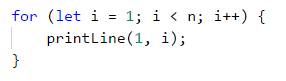 for (let i = 1; i < n; i++) {
    printLine(1, i);
}